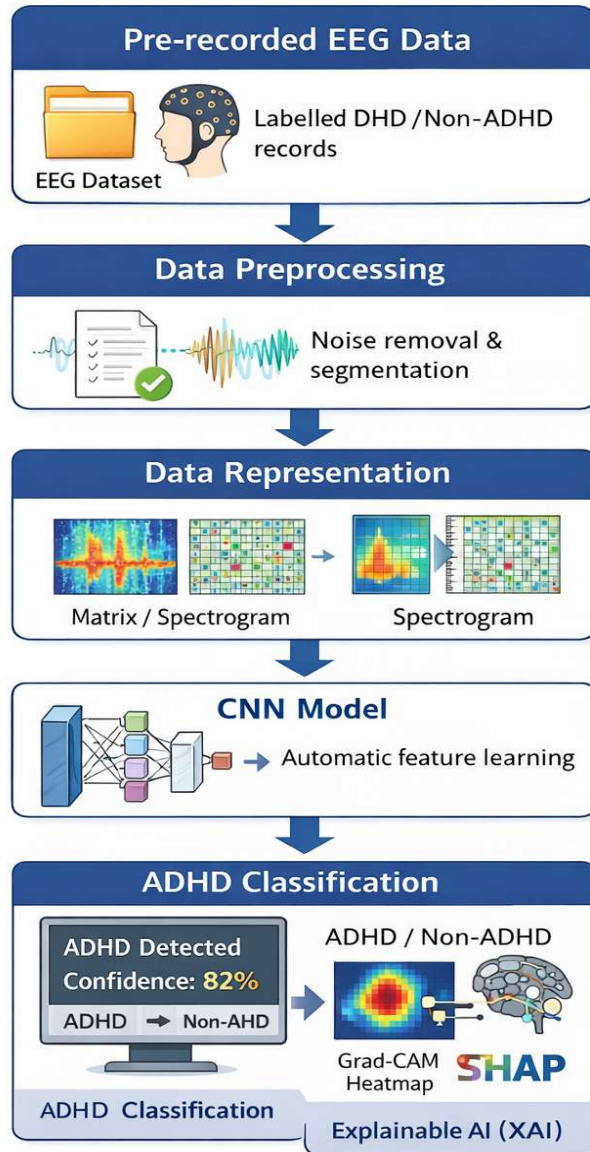 Pre-recorded EEG Data
EEG Dataset
Labelled DHD /Non-ADHD
records
Data Preprocessing
Noise removal &
segmentation
Data Representation
Matrix / Spectrogram
Spectrogram
CNN Model
Automatic feature learning
ADHD Classification
ADHD Detected
Confidence: 82%
ADHD → Non-AHD
ADHD / Non-ADHD
Grad-CAM
Heatmap
SHAP
ADHD Classification
Explainable AI (XAI)